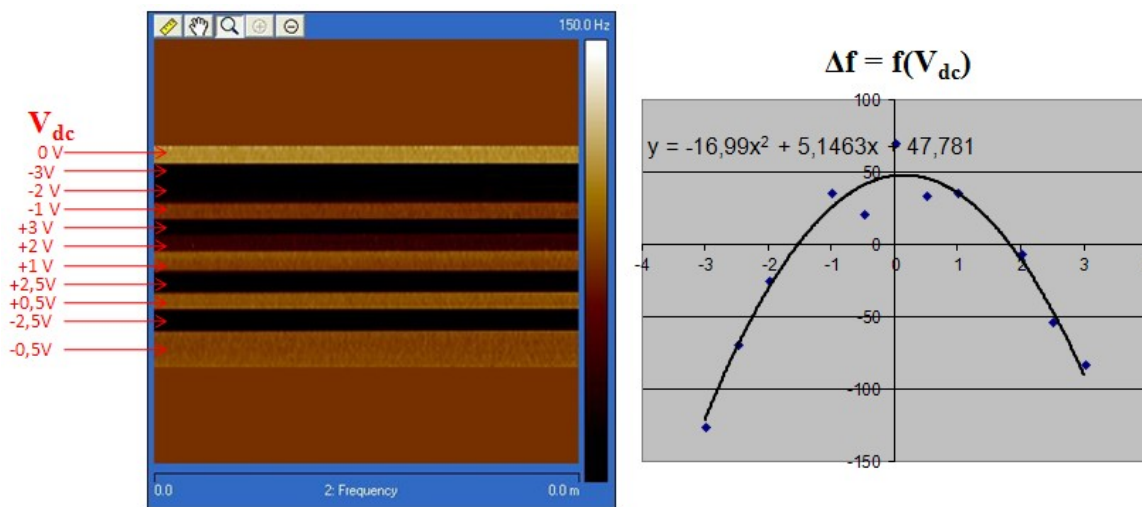 150.0 Hz
V_dc
0 V
-3V
-2 V
-1 V
+3 V
+2 V
+1 V
+2,5V
+0,5V
-2,5V
-0,5V
0.0 2: Frequency 0.0 m
Δf = f(V_dc)
y = -16,99x² + 5,1463x + 47,781
100
50
0
-50
-100
-150
-4 -3 -2 -1 0 1 2 3